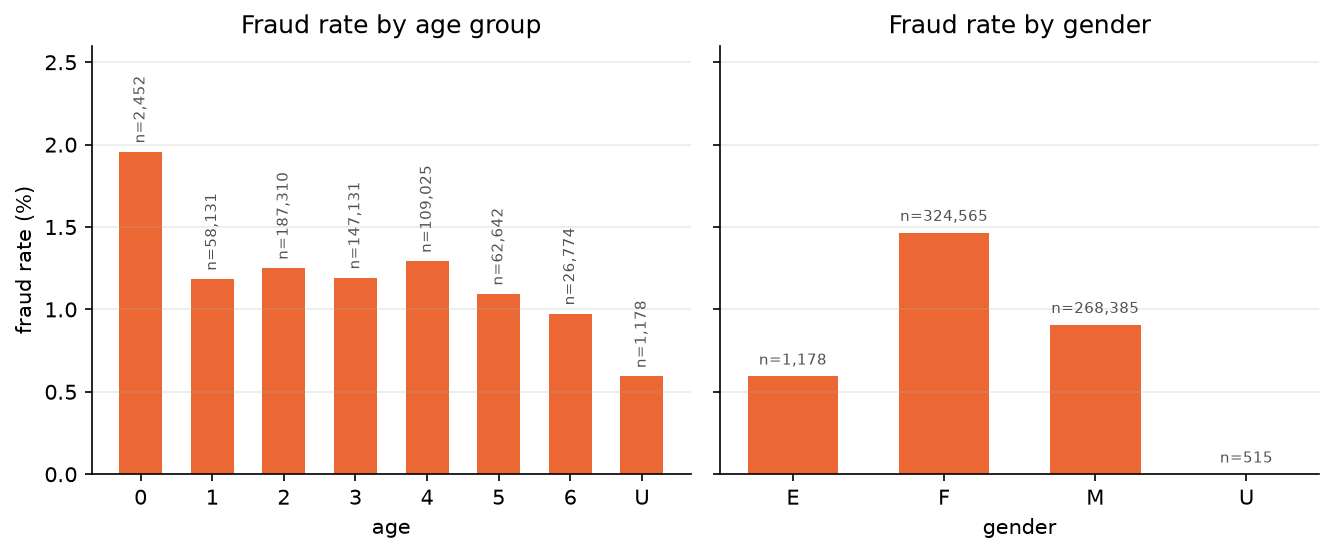 Fraud rate by age group
fraud rate (%)
2.5
2.0
1.5
1.0
0.5
0.0
n=2,452
n=58,131
n=187,310
n=147,131
n=109,025
n=62,642
n=26,774
n=1,178
0 1 2 3 4 5 6 U
age
Fraud rate by gender
n=1,178
n=324,565
n=268,385
n=515
E F M U
gender